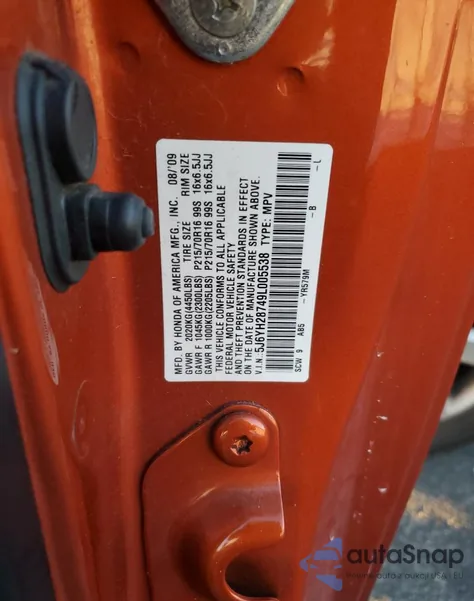 MFD. BY HONDA OF AMERICA MFG., INC. 08/'09
GVWR 2020KG(4450LBS) TIRE SIZE RIM SIZE
GAWR F 1045KG(2300LBS) P215/70R16 99S 16x6.5JJ
GAWR R 1000KG(2205LBS) P215/70R16 99S 16x6.5JJ
THIS VEHICLE CONFORMS TO ALL APPLICABLE
FEDERAL MOTOR VEHICLE SAFETY
AND THEFT PREVENTION STANDARDS IN EFFECT
ON THE DATE OF MANUFACTURE SHOWN ABOVE.
V.I.N.:5J6YH28749L005538 TYPE: MPV
SCW 9 AB5 -YR579M -B -L
autaSnap